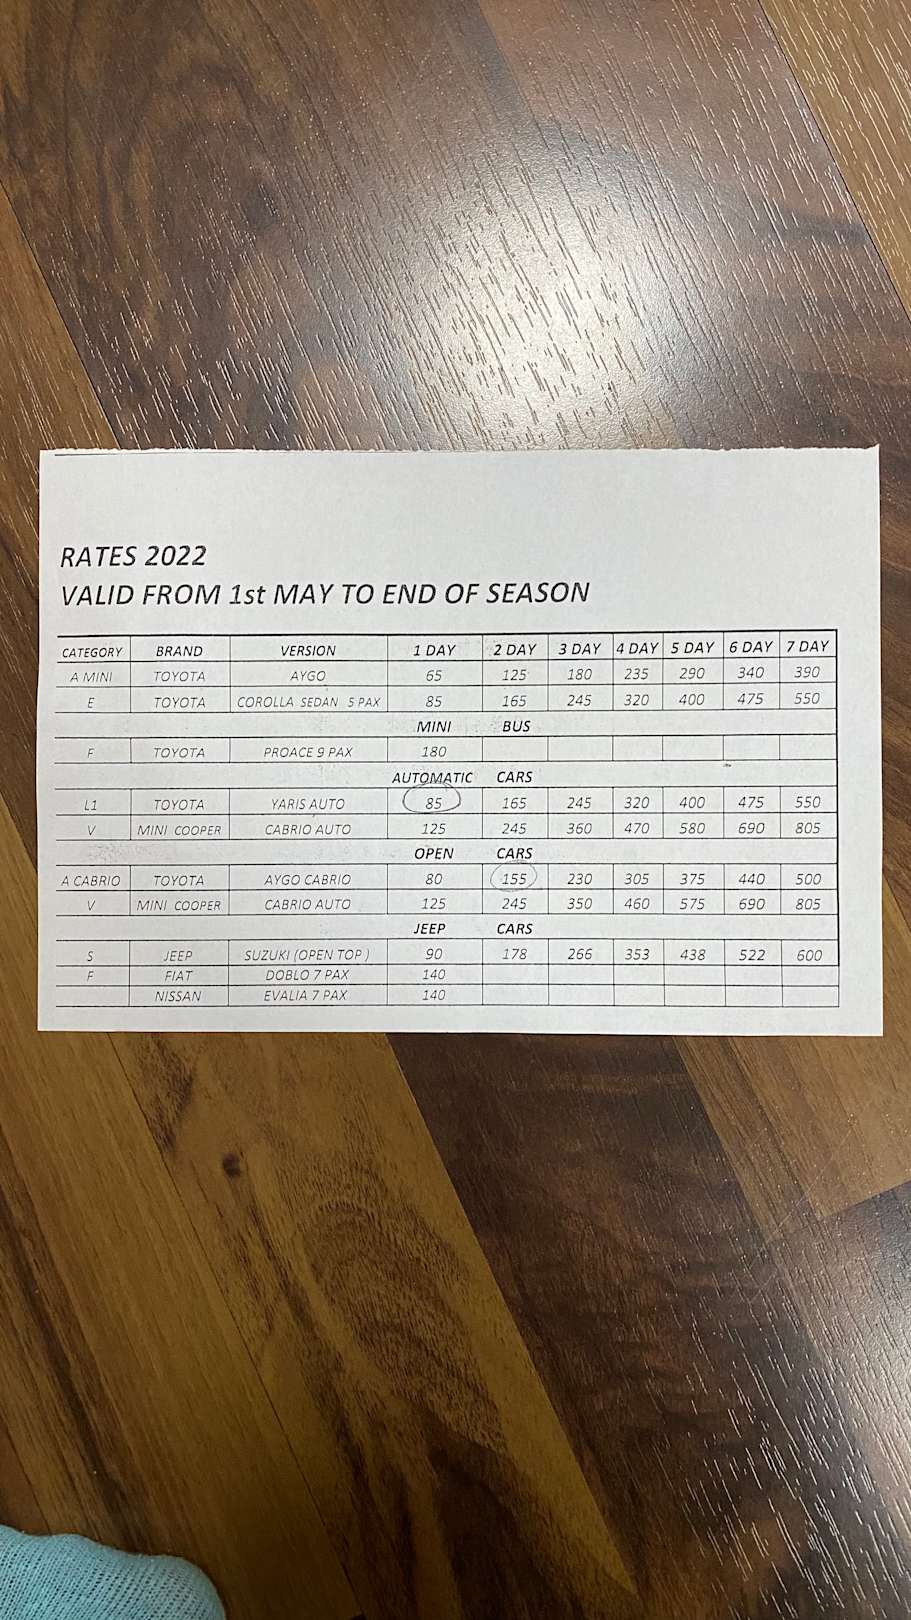 RATES 2022
VALID FROM 1st MAY TO END OF SEASON
CATEGORY BRAND VERSION 1 DAY 2 DAY 3 DAY 4 DAY 5 DAY 6 DAY 7 DAY
A MINI TOYOTA AYGO 65 125 180 235 290 340 390
E TOYOTA COROLLA SEDAN 5 PAX 85 165 245 320 400 475 550
MINI BUS
F TOYOTA PROACE 9 PAX 180
AUTOMATIC CARS
L1 TOYOTA YARIS AUTO 85 165 245 320 400 475 550
V MINI COOPER CABRIO AUTO 125 245 360 470 580 690 805
OPEN CARS
A CABRIO TOYOTA AYGO CABRIO 80 155 230 305 375 440 500
V MINI COOPER CABRIO AUTO 125 245 350 460 575 690 805
JEEP CARS
S JEEP SUZUKI (OPEN TOP ) 90 178 266 353 438 522 600
F FIAT DOBLO 7 PAX 140
NISSAN EVALIA 7 PAX 140